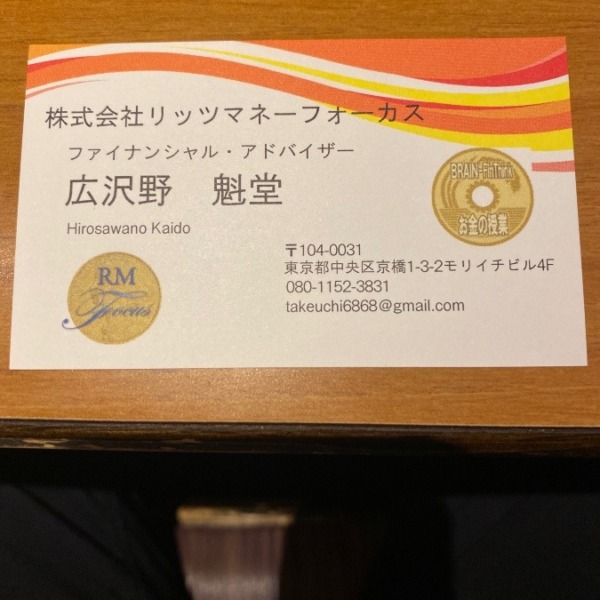 株式会社リッツマネーフォーカス
ファイナンシャル・アドバイザー
広沢野　魁堂
Hirosawano Kaido
BRAIN-FinThink
お金の授業
RM
Focus
〒104-0031
東京都中央区京橋1-3-2モリイチビル4F
080-1152-3831
takeuchi6868@gmail.com